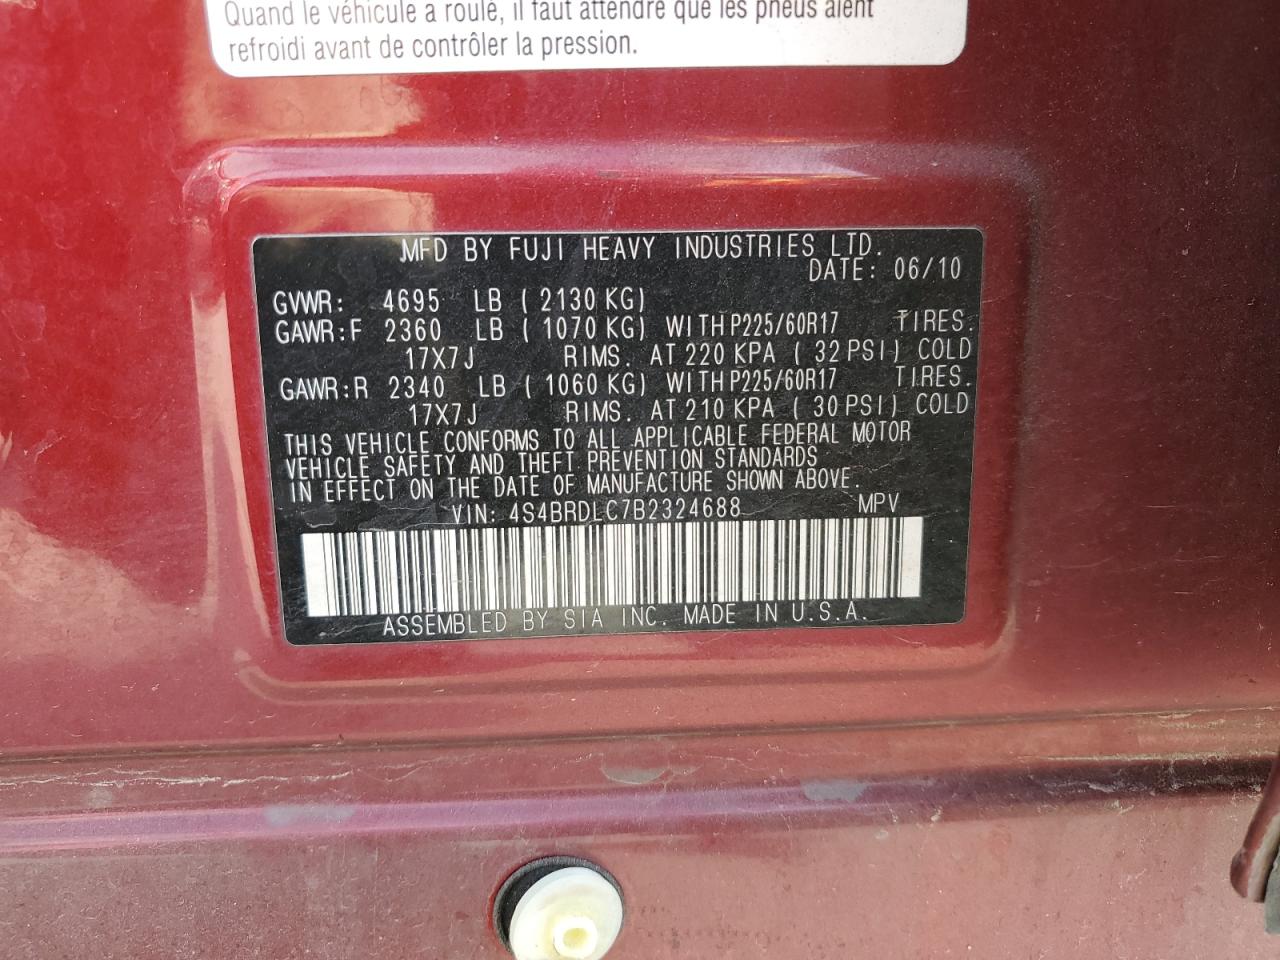 Quand le véhicule a roulé, il faut attendre que les pneus aient
refroidi avant de contrôler la pression.
MFD BY FUJI HEAVY INDUSTRIES LTD.
DATE: 06/10
GVWR: 4695 LB ( 2130 KG)
GAWR:F 2360 LB ( 1070 KG) WITH P225/60R17 TIRES.
17X7J RIMS. AT 220 KPA ( 32 PSI) COLD
GAWR:R 2340 LB ( 1060 KG) WITH P225/60R17 TIRES.
17X7J RIMS. AT 210 KPA ( 30 PSI) COLD
THIS VEHICLE CONFORMS TO ALL APPLICABLE FEDERAL MOTOR
VEHICLE SAFETY AND THEFT PREVENTION STANDARDS
IN EFFECT ON THE DATE OF MANUFACTURE SHOWN ABOVE.
VIN: 4S4BRDLC7B2324688 MPV
ASSEMBLED BY SIA INC. MADE IN U.S.A.